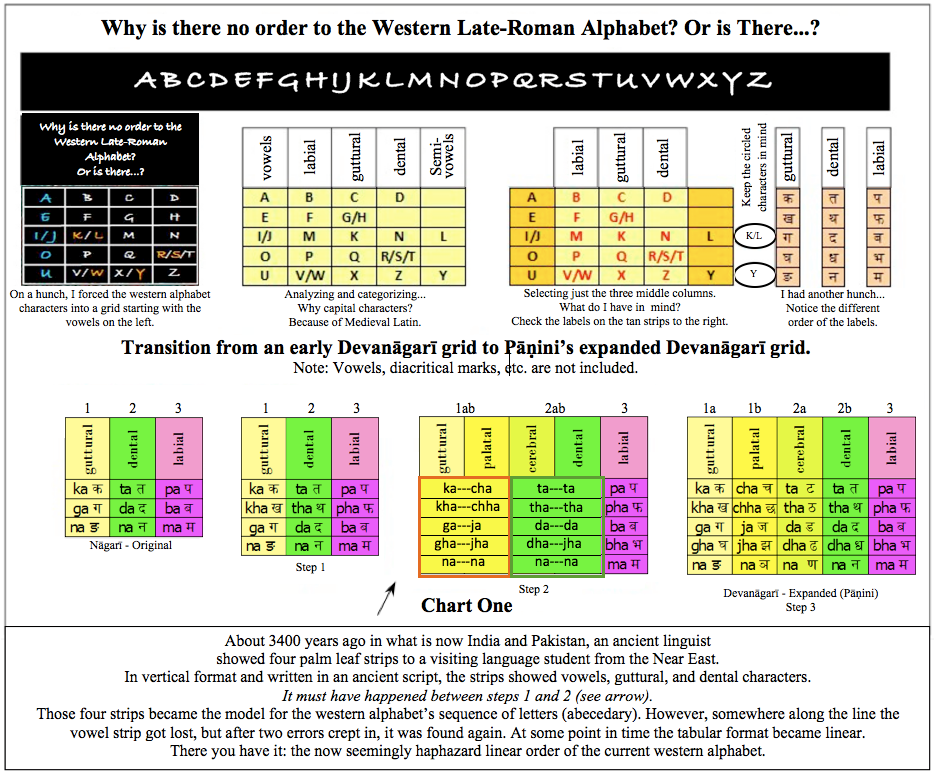 Why is there no order to the Western Late-Roman Alphabet? Or is There...?
ABCDEFGHIJKLMNOPQRSTUVWXYZ
Why is there no order to the
Western Late-Roman
Alphabet?
Or is there...?
A B C D
E F G H
I/J K/L M N
O P Q R/S/T
U V/W X/Y Z
On a hunch, I forced the western alphabet
characters into a grid starting with the
vowels on the left.
vowels labial guttural dental Semi-vowels
A B C D
E F G/H
I/J M K N L
O P Q R/S/T
U V/W X Z Y
Analyzing and categorizing...
Why capital characters?
Because of Medieval Latin.
labial guttural dental
A B C D
E F G/H
I/J M K N L
O P Q R/S/T
U V/W X Z Y
Selecting just the three middle columns.
What do I have in mind?
Check the labels on the tan strips to the right.
Keep the circled
characters in mind
K/L
Y
guttural dental labial
क त प
ख थ फ
ग द ब
घ ध भ
ङ न म
I had another hunch...
Notice the different
order of the labels.
Transition from an early Devanāgarī grid to Pāṇini's expanded Devanāgarī grid.
Note: Vowels, diacritical marks, etc. are not included.
1 2 3
guttural dental labial
ka क ta त pa प
ga ग da द ba ब
na ङ na न ma म
Nāgarī - Original
1 2 3
guttural dental labial
ka क ta त pa प
kha ख tha थ pha फ
ga ग da द ba ब
na ङ na न ma म
Step 1
1ab 2ab 3
guttural palatal cerebral dental labial
ka---cha ta---ta pa प
kha---chha tha---tha pha फ
ga---ja da---da ba ब
gha---jha dha---jha bha भ
na---na na---na ma म
Step 2
1a 1b 2a 2b 3
guttural palatal cerebral dental labial
ka क cha च ta ट ta त pa प
kha ख chha छ tha ठ tha थ pha फ
ga ग ja ज da ड da द ba ब
gha घ jha झ dha ढ dha ध bha भ
na ङ na ञ na ण na न ma म
Devanāgarī - Expanded (Pāṇini)
Step 3
Chart One
About 3400 years ago in what is now India and Pakistan, an ancient linguist
showed four palm leaf strips to a visiting language student from the Near East.
In vertical format and written in an ancient script, the strips showed vowels, guttural, and dental characters.
It must have happened between steps 1 and 2 (see arrow).
Those four strips became the model for the western alphabet's sequence of letters (abecedary). However, somewhere along the line the
vowel strip got lost, but after two errors crept in, it was found again. At some point in time the tabular format became linear.
There you have it: the now seemingly haphazard linear order of the current western alphabet.